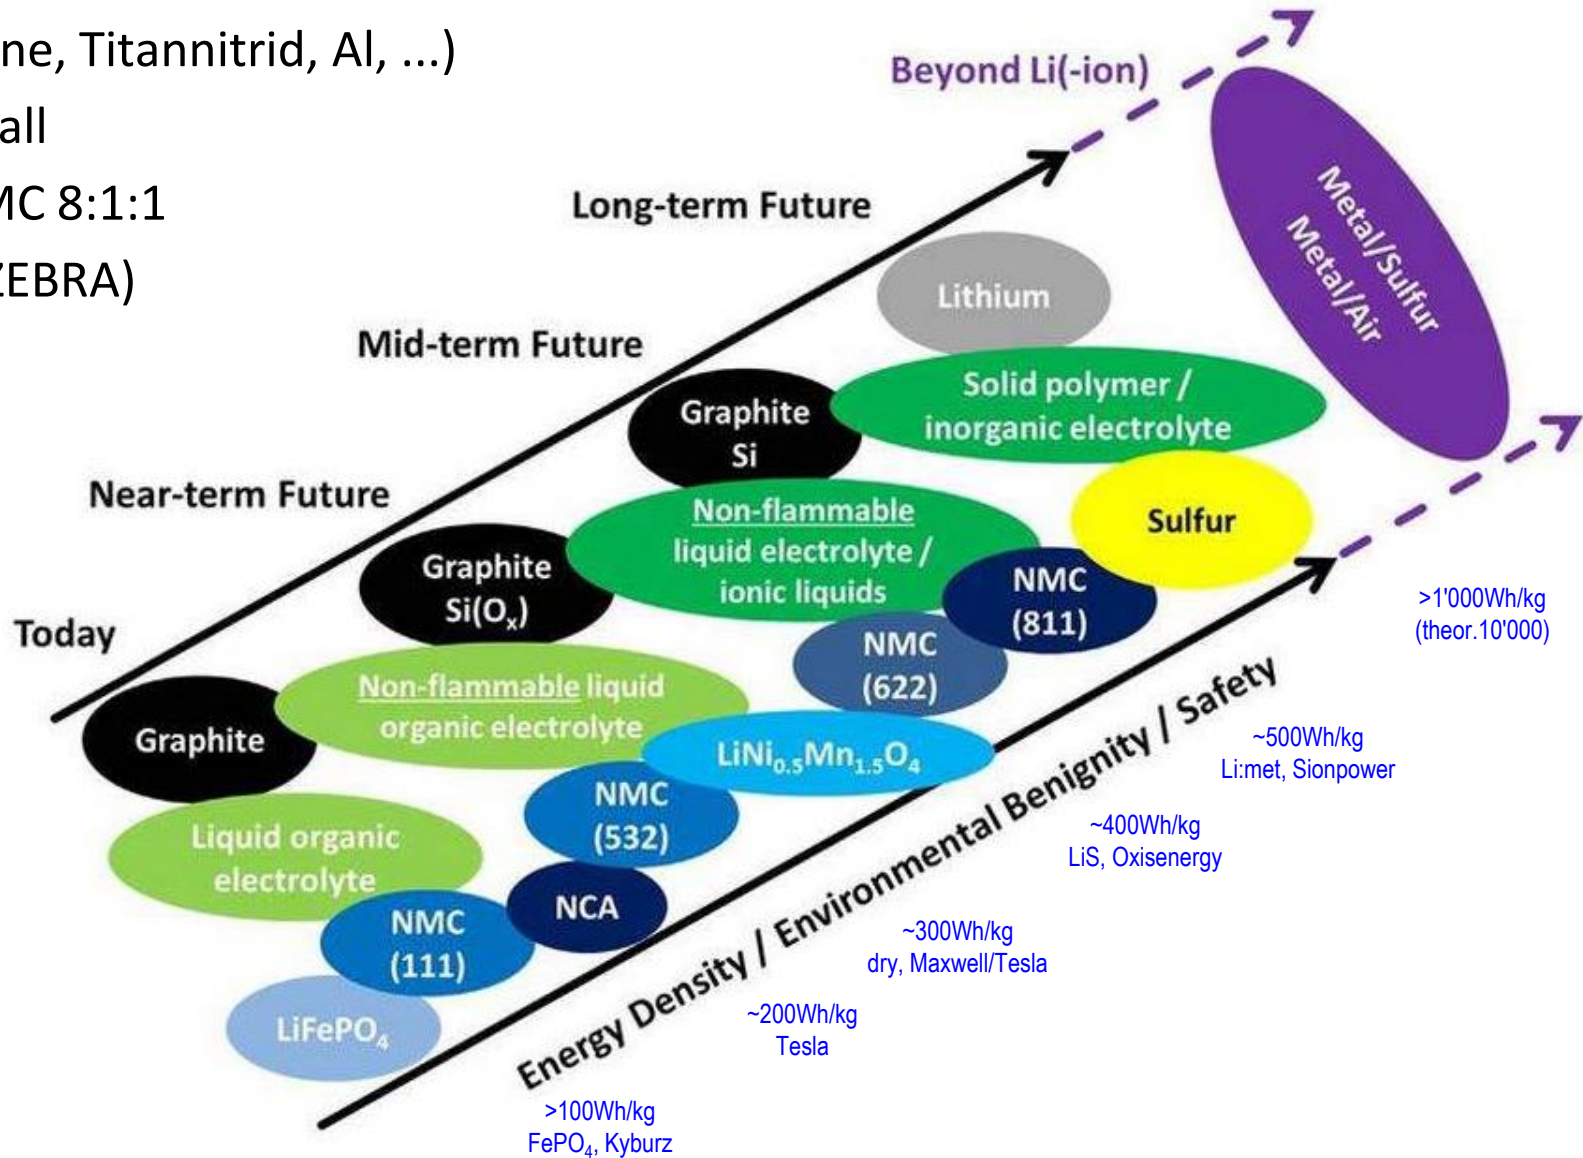 ne, Titannitrid, Al, ...)
all
MC 8:1:1
ZEBRA)
Beyond Li(-ion)
Long-term Future
Mid-term Future
Near-term Future
Today
Metal/Sulfur
Metal/Air
Lithium
Solid polymer /
inorganic electrolyte
Graphite
Si
Sulfur
Non-flammable
liquid electrolyte /
ionic liquids
Graphite
Si(Oₓ)
NMC
(811)
NMC
(622)
Non-flammable liquid
organic electrolyte
Graphite
LiNi₀.₅Mn₁.₅O₄
NMC
(532)
Liquid organic
electrolyte
NCA
NMC
(111)
LiFePO₄
Energy Density / Environmental Benignity / Safety
>1'000Wh/kg
(theor.10'000)
~500Wh/kg
Li:met, Sionpower
~400Wh/kg
LiS, Oxisenergy
~300Wh/kg
dry, Maxwell/Tesla
~200Wh/kg
Tesla
>100Wh/kg
FePO₄, Kyburz